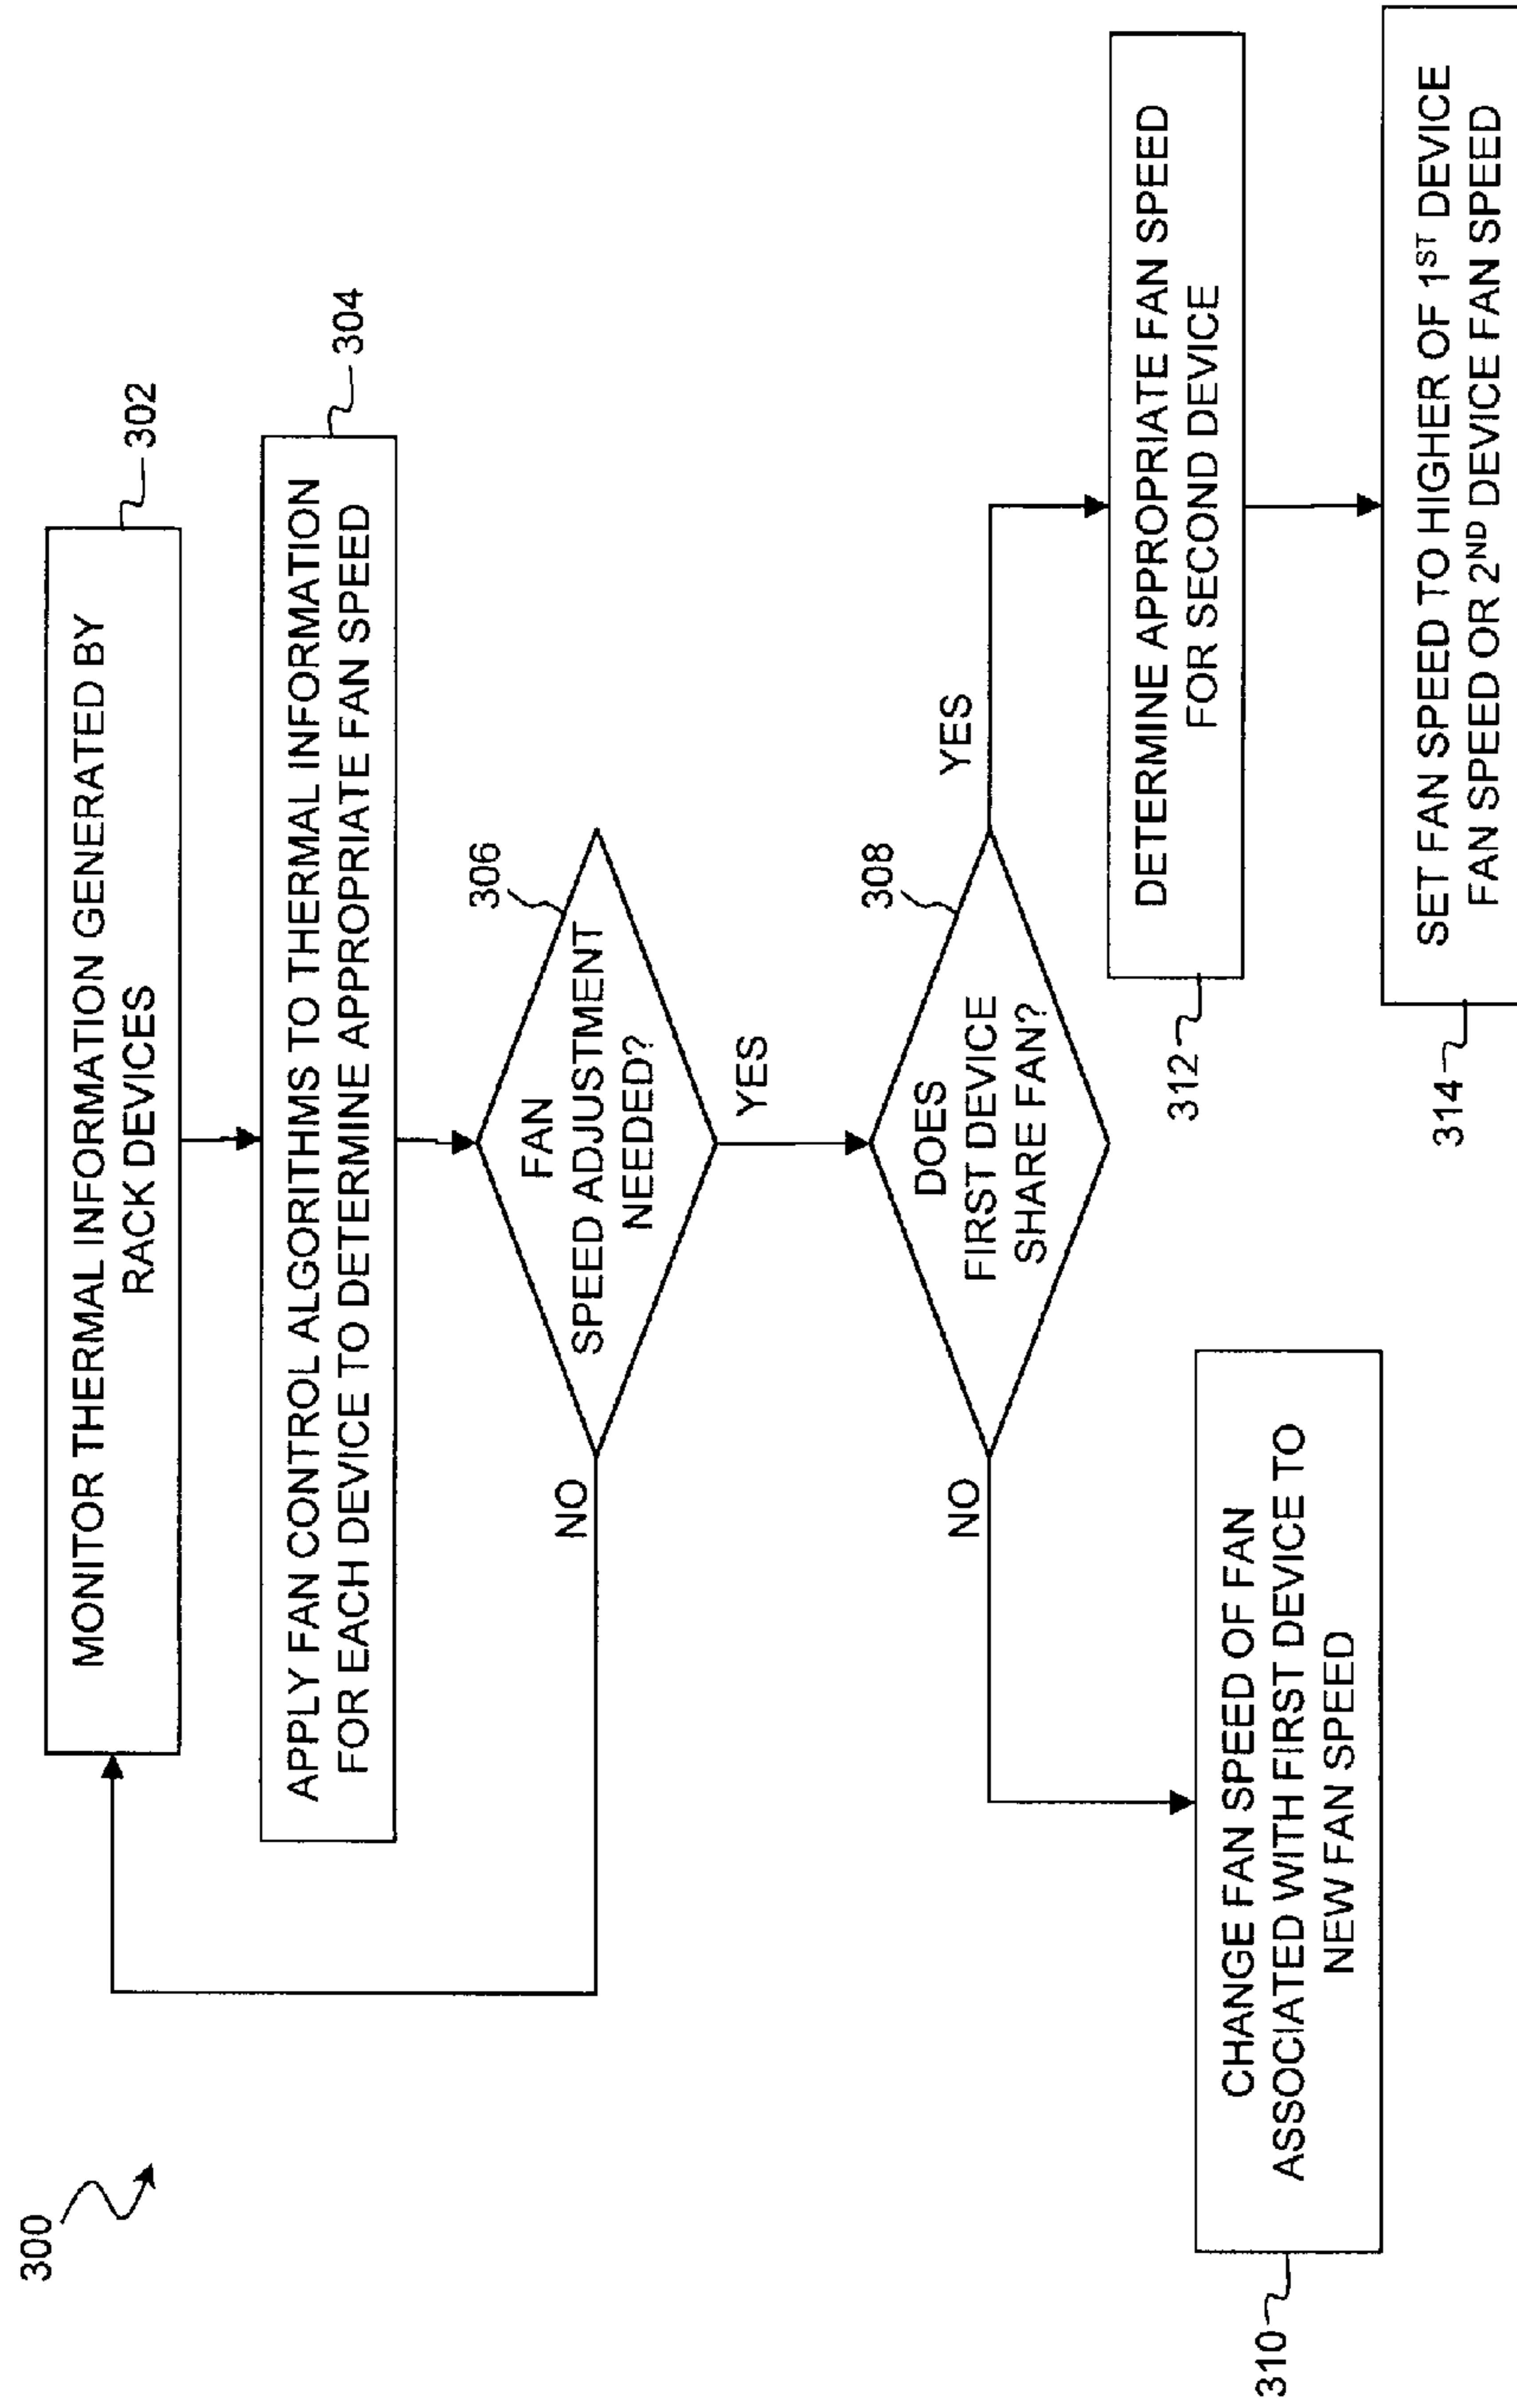 300
MONITOR THERMAL INFORMATION GENERATED BY
RACK DEVICES
302
APPLY FAN CONTROL ALGORITHMS TO THERMAL INFORMATION
FOR EACH DEVICE TO DETERMINE APPROPRIATE FAN SPEED
304
FAN
SPEED ADJUSTMENT
NEEDED?
306
NO
YES
DOES
FIRST DEVICE
SHARE FAN?
308
NO
YES
CHANGE FAN SPEED OF FAN
ASSOCIATED WITH FIRST DEVICE TO
NEW FAN SPEED
310
DETERMINE APPROPRIATE FAN SPEED
FOR SECOND DEVICE
312
SET FAN SPEED TO HIGHER OF 1ST DEVICE
FAN SPEED OR 2ND DEVICE FAN SPEED
314